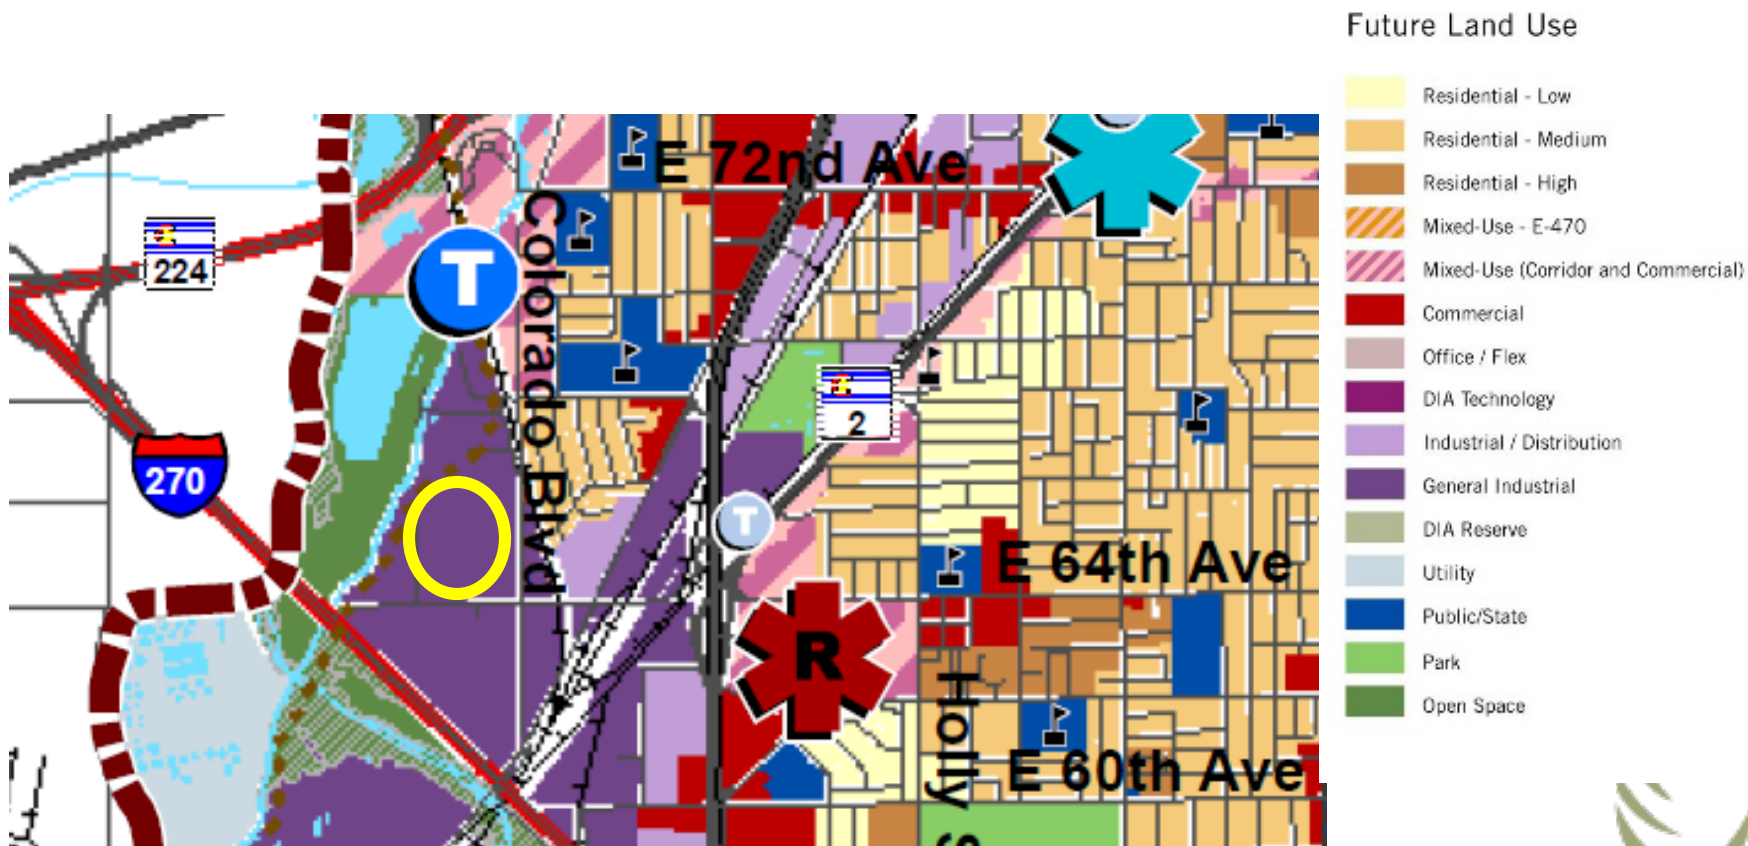 Future Land Use
Residential - Low
Residential - Medium
Residential - High
Mixed-Use - E-470
Mixed-Use (Corridor and Commercial)
Commercial
Office / Flex
DIA Technology
Industrial / Distribution
General Industrial
DIA Reserve
Utility
Public/State
Park
Open Space
E 72nd Ave
224
T
Colorado Blvd
2
270
T
E 64th Ave
R
Holly S
E 60th Ave